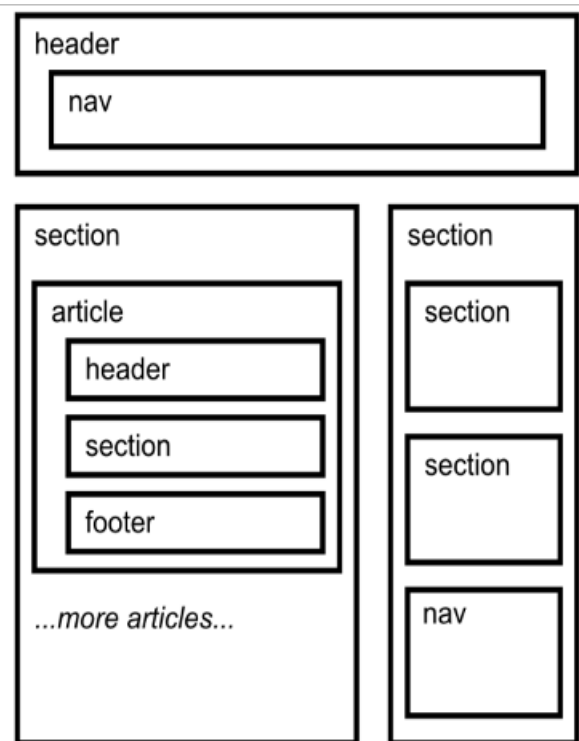 header
nav
section
article
header
section
footer
...more articles...
section
section
section
nav